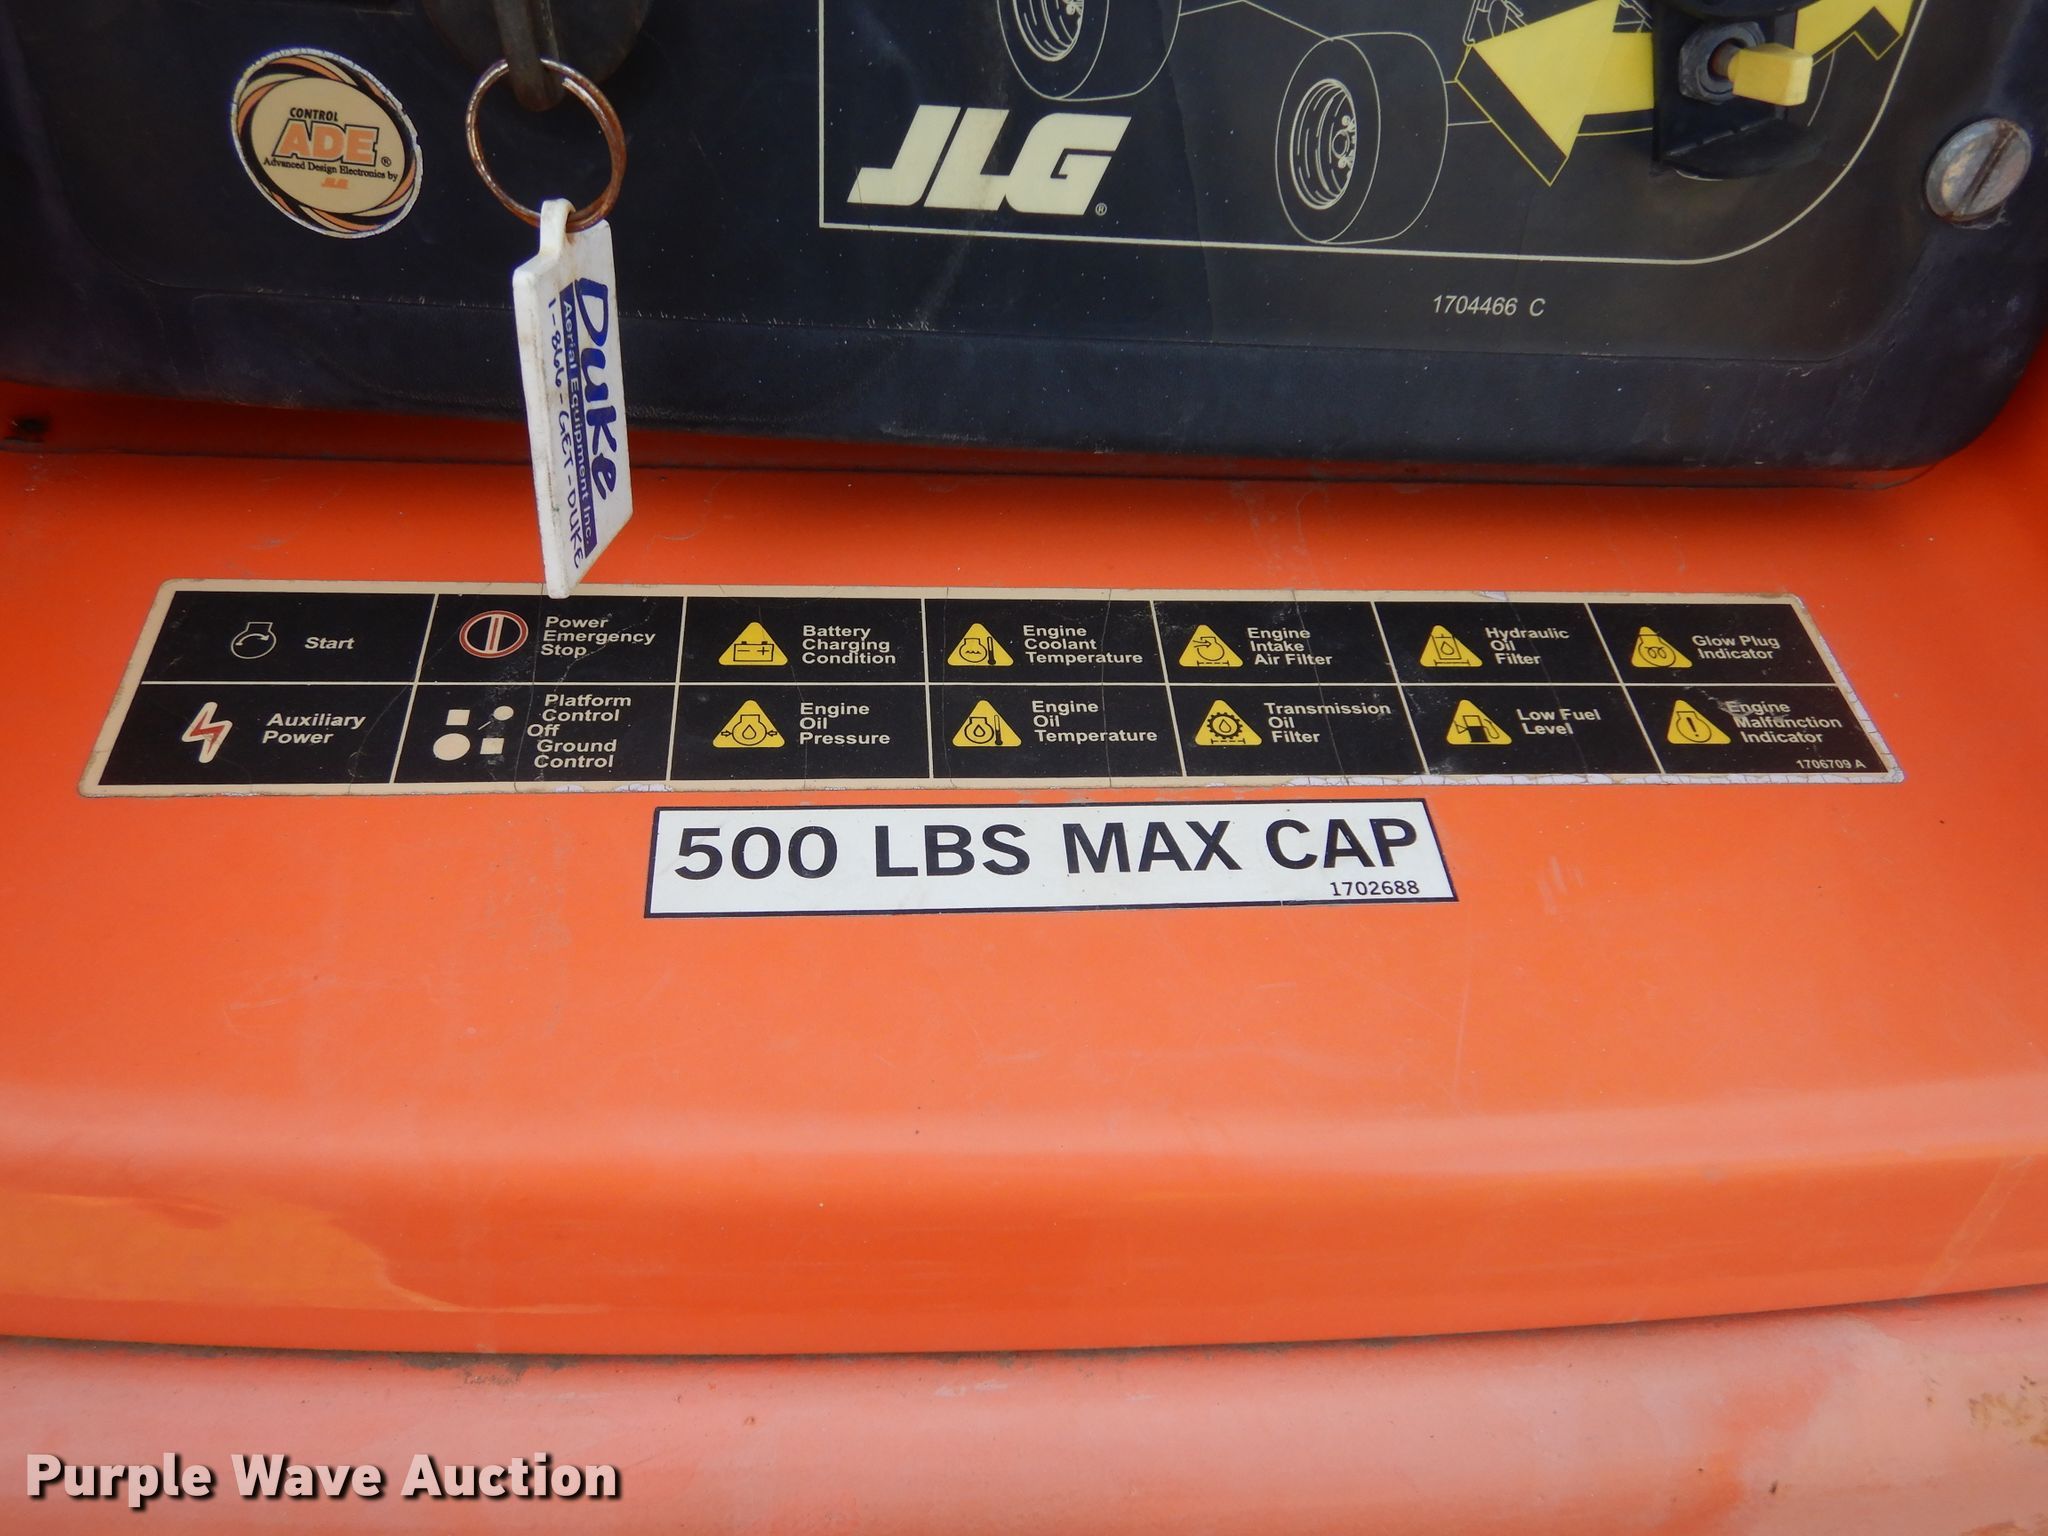 CONTROL
ADE®
Advanced Design Electronics by
JLG
JLG®
1704466 C
Duke
Aerial Equipment Inc.
1-866-GET-DUKE
Start
Power
Emergency
Stop
Battery
Charging
Condition
Engine
Coolant
Temperature
Engine
Intake
Air Filter
Hydraulic
Oil
Filter
Glow Plug
Indicator
Auxiliary
Power
Platform
Control
Off
Ground
Control
Engine
Oil
Pressure
Engine
Oil
Temperature
Transmission
Oil
Filter
Low Fuel
Level
Engine
Malfunction
Indicator
1706709 A
500 LBS MAX CAP
1702688
Purple Wave Auction